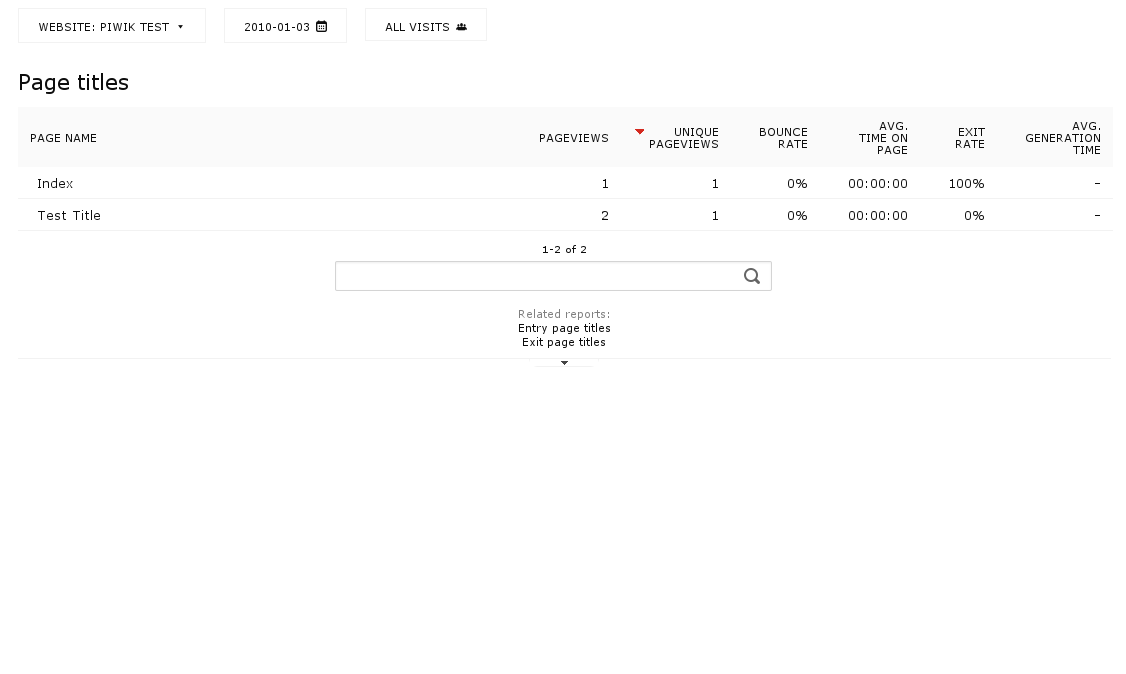 WEBSITE: PIWIK TEST 2010-01-03 ALL VISITS
Page titles
PAGE NAME PAGEVIEWS UNIQUE PAGEVIEWS BOUNCE RATE AVG. TIME ON PAGE EXIT RATE AVG. GENERATION TIME
Index 1 1 0% 00:00:00 100% -
Test Title 2 1 0% 00:00:00 0% -
1-2 of 2
Related reports:
Entry page titles
Exit page titles